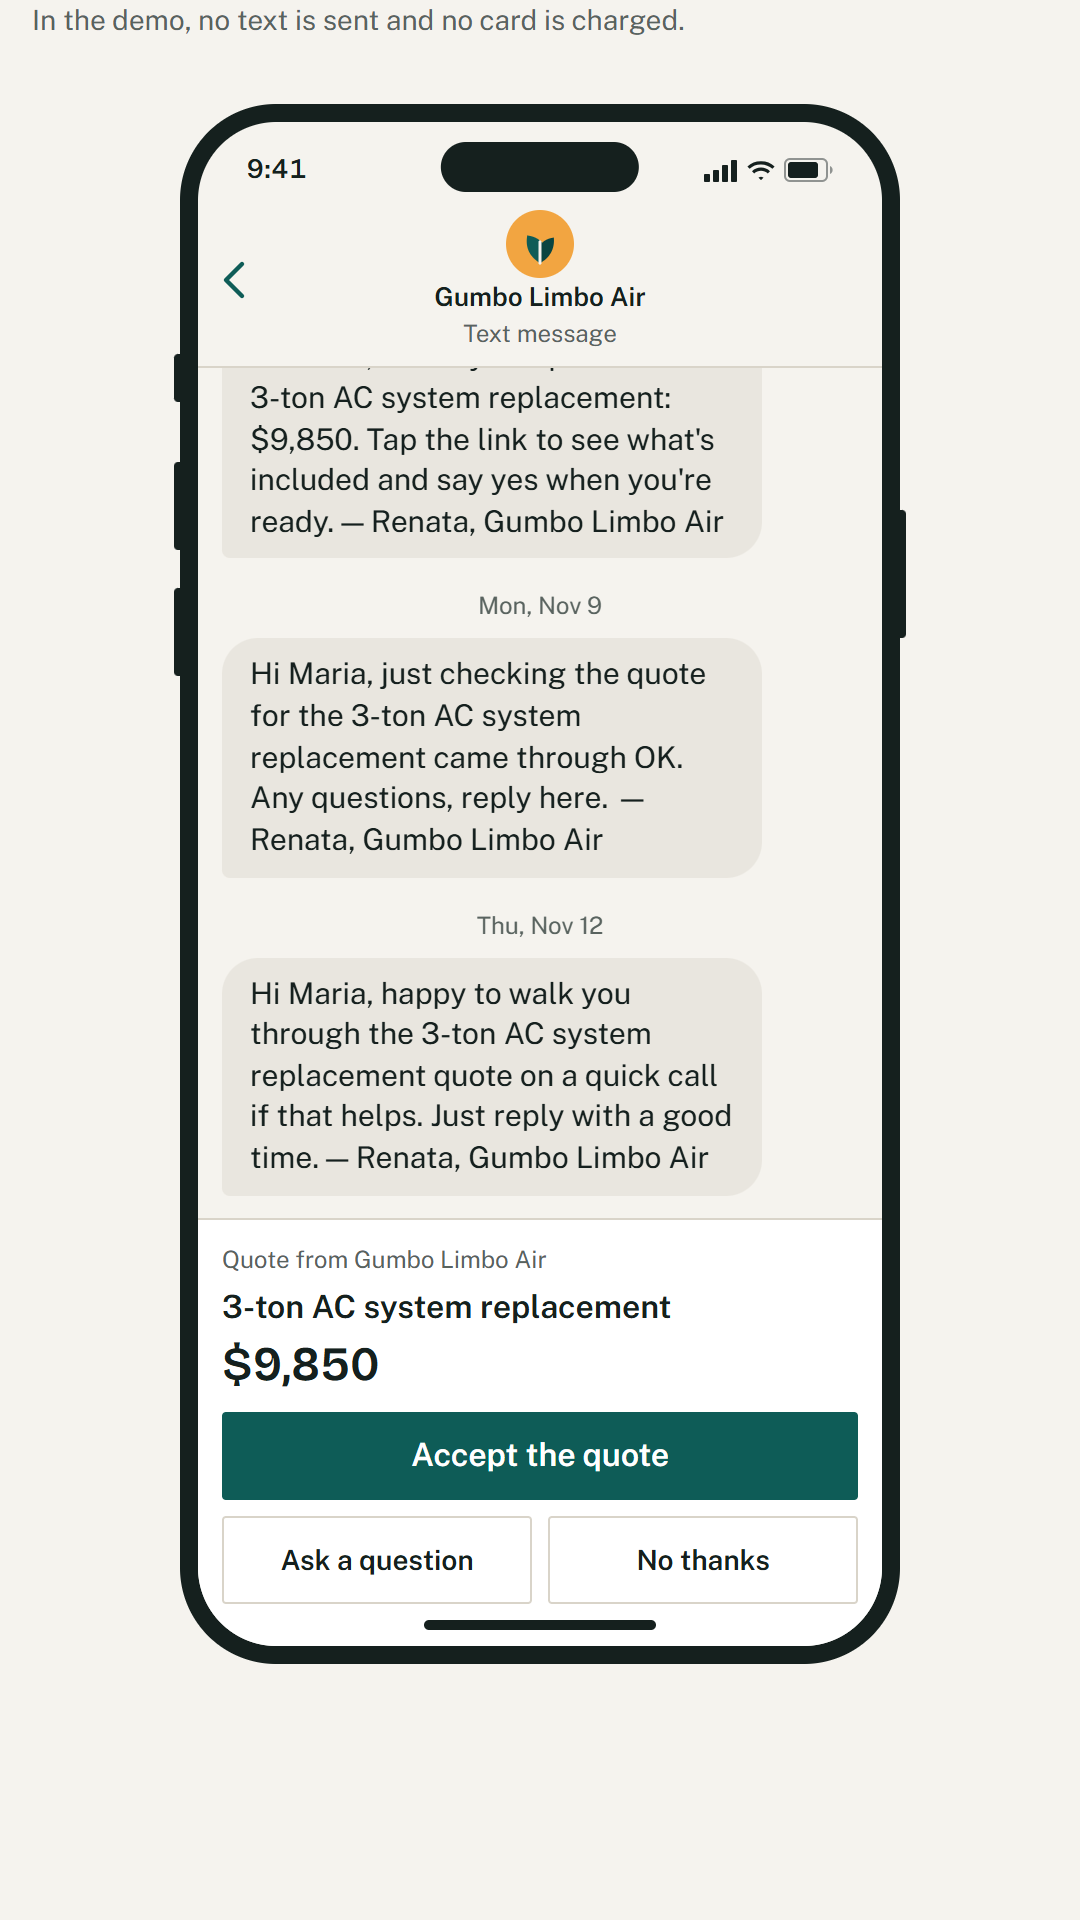 In the demo, no text is sent and no card is charged.
9:41
Gumbo Limbo Air
Text message
3-ton AC system replacement:
$9,850. Tap the link to see what's
included and say yes when you're
ready. — Renata, Gumbo Limbo Air
Mon, Nov 9
Hi Maria, just checking the quote
for the 3-ton AC system
replacement came through OK.
Any questions, reply here. —
Renata, Gumbo Limbo Air
Thu, Nov 12
Hi Maria, happy to walk you
through the 3-ton AC system
replacement quote on a quick call
if that helps. Just reply with a good
time. — Renata, Gumbo Limbo Air
Quote from Gumbo Limbo Air
3-ton AC system replacement
$9,850
Accept the quote
Ask a question
No thanks